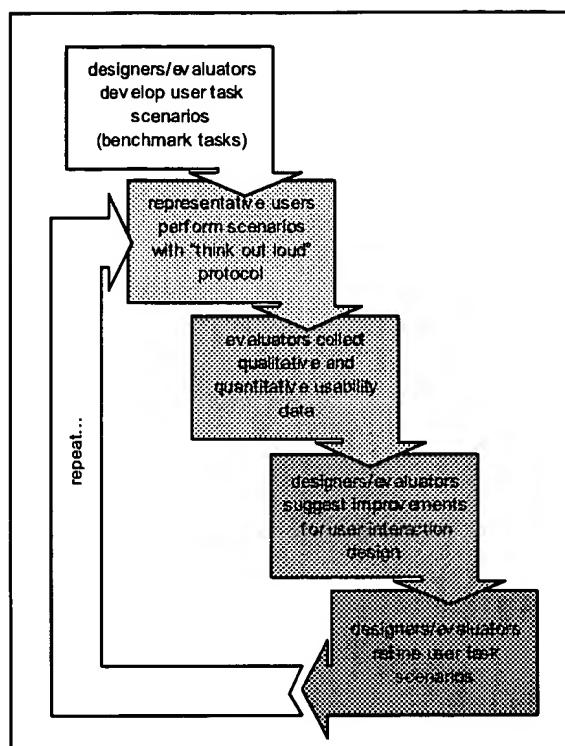 designers/evaluators
develop user task
scenarios
(benchmark tasks)
representative users
perform scenarios
with "think out loud"
protocol
evaluators collect
qualitative and
quantitative usability
data
designers/evaluators
suggest improvements
for user interaction
design
designers/evaluators
refine user task
scenarios
repeat...